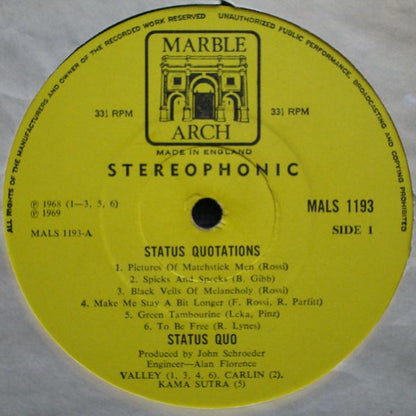 ALL RIGHTS OF THE MANUFACTURERS AND OWNER OF THE RECORDED WORK RESERVED
UNAUTHORIZED PUBLIC PERFORMANCE, BROADCASTING AND COPYING PROHIBITED
MARBLE
ARCH
33⅓ RPM
33⅓ RPM
MADE IN ENGLAND
STEREOPHONIC
℗ 1968 (1—3, 5, 6)
℗ 1969
MALS 1193
MALS 1193-A
SIDE 1
STATUS QUOTATIONS
1. Pictures Of Matchstick Men (Rossi)
2. Spicks And Specks (B. Gibb)
3. Black Veils Of Melancholy (Rossi)
4. Make Me Stay A Bit Longer (F. Rossi, R. Parfitt)
5. Green Tambourine (Leka, Pinz)
6. To Be Free (R. Lynes)
STATUS QUO
Produced by John Schroeder
Engineer—Alan Florence
VALLEY (1, 3, 4, 6). CARLIN (2),
KAMA SUTRA (5)